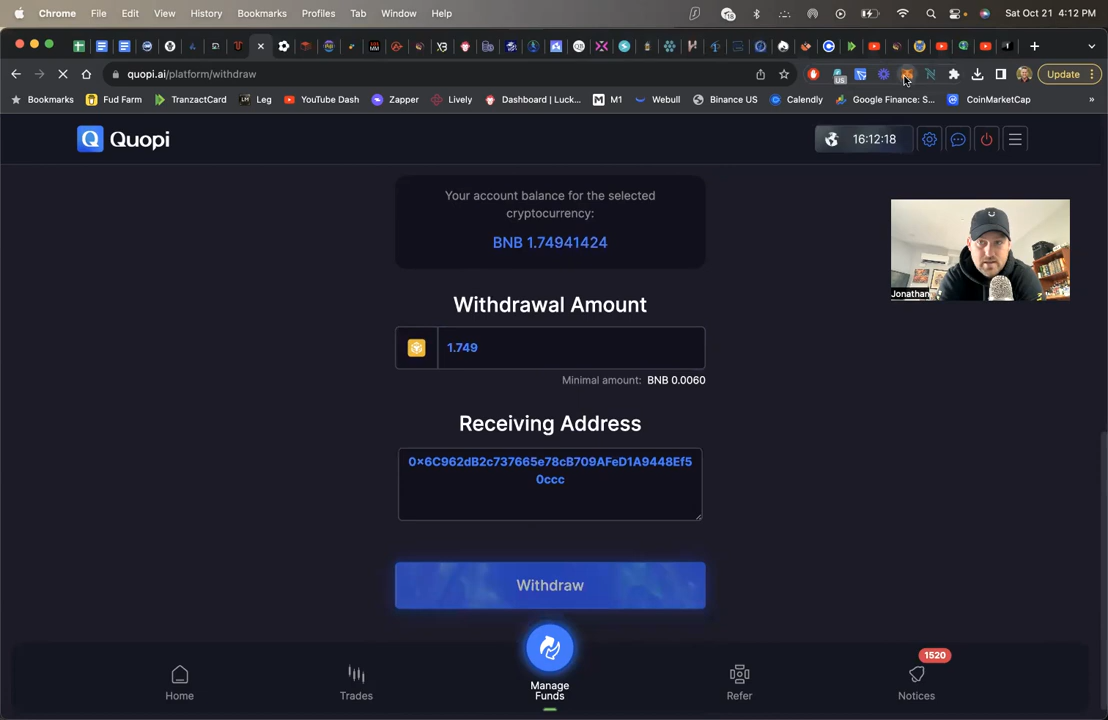 Chrome File Edit View History Bookmarks Profiles Tab Window Help
Sat Oct 21 4:12 PM
quopi.ai/platform/withdraw
Update
Bookmarks Fud Farm TranzactCard Leg YouTube Dash Zapper Lively Dashboard | Luck... M1 Webull Binance US Calendly Google Finance: S... CoinMarketCap »
Quopi
16:12:18
Your account balance for the selected
cryptocurrency:
BNB 1.74941424
Withdrawal Amount
1.749
Minimal amount: BNB 0.0060
Receiving Address
0x6C962dB2c737665e78cB709AFeD1A9448Ef5
0ccc
Withdraw
Jonathan
Home
Trades
Manage
Funds
Refer
1520
Notices